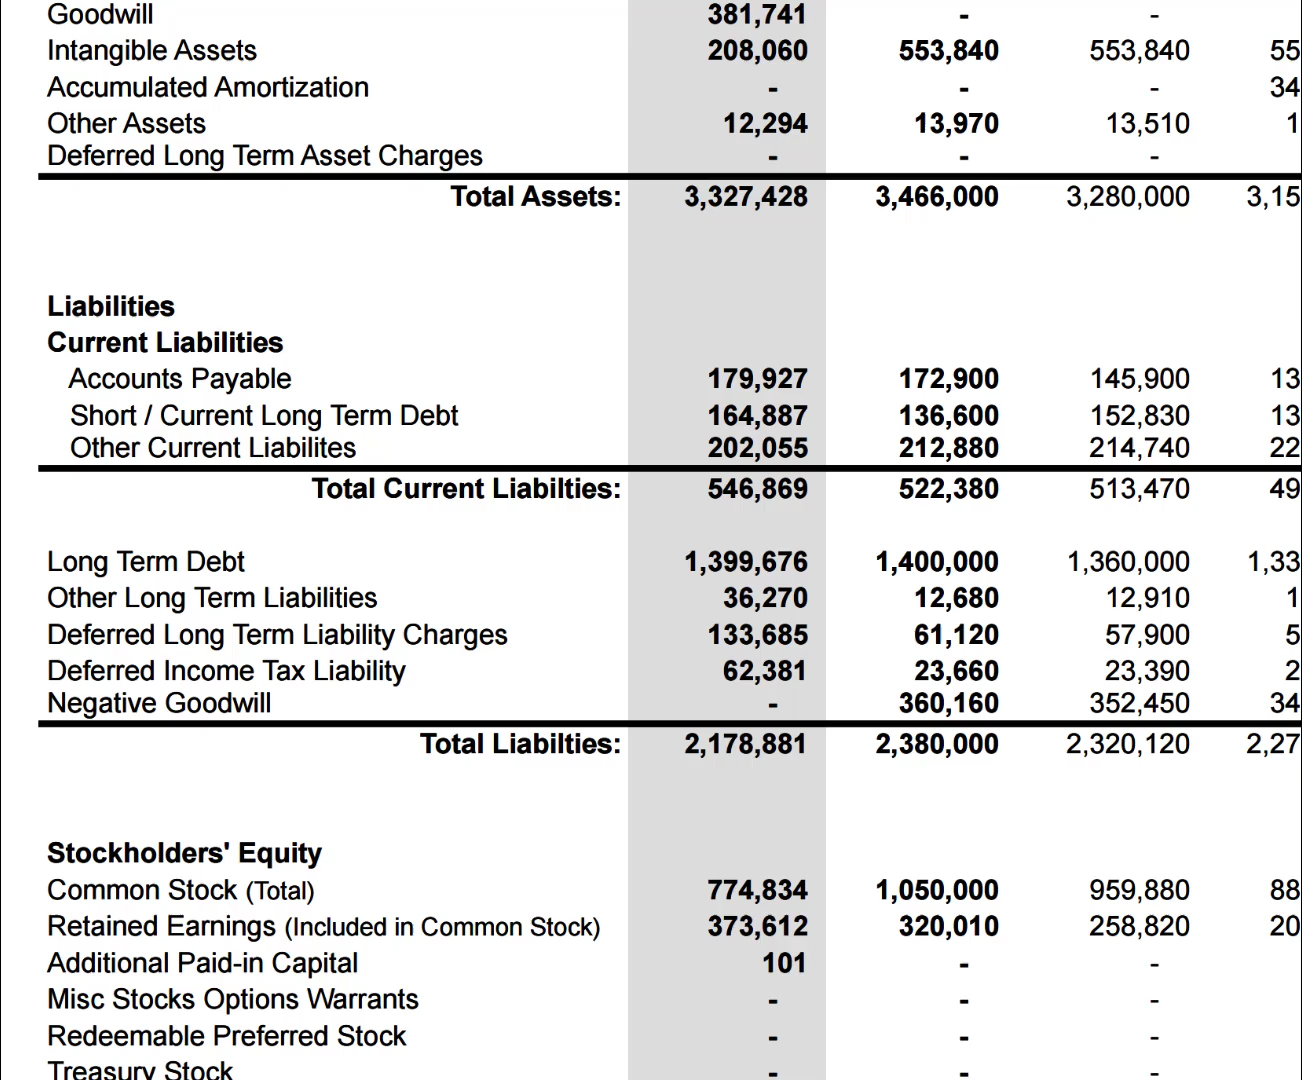 Goodwill 381,741 - -
Intangible Assets 208,060 553,840 553,840 55
Accumulated Amortization - - - 34
Other Assets 12,294 13,970 13,510 1
Deferred Long Term Asset Charges - - -
Total Assets: 3,327,428 3,466,000 3,280,000 3,15
Liabilities
Current Liabilities
Accounts Payable 179,927 172,900 145,900 13
Short / Current Long Term Debt 164,887 136,600 152,830 13
Other Current Liabilites 202,055 212,880 214,740 22
Total Current Liabilties: 546,869 522,380 513,470 49
Long Term Debt 1,399,676 1,400,000 1,360,000 1,33
Other Long Term Liabilities 36,270 12,680 12,910 1
Deferred Long Term Liability Charges 133,685 61,120 57,900 5
Deferred Income Tax Liability 62,381 23,660 23,390 2
Negative Goodwill - 360,160 352,450 34
Total Liabilties: 2,178,881 2,380,000 2,320,120 2,27
Stockholders' Equity
Common Stock (Total) 774,834 1,050,000 959,880 88
Retained Earnings (Included in Common Stock) 373,612 320,010 258,820 20
Additional Paid-in Capital 101 - -
Misc Stocks Options Warrants - - -
Redeemable Preferred Stock - - -
Treasury Stock - - -